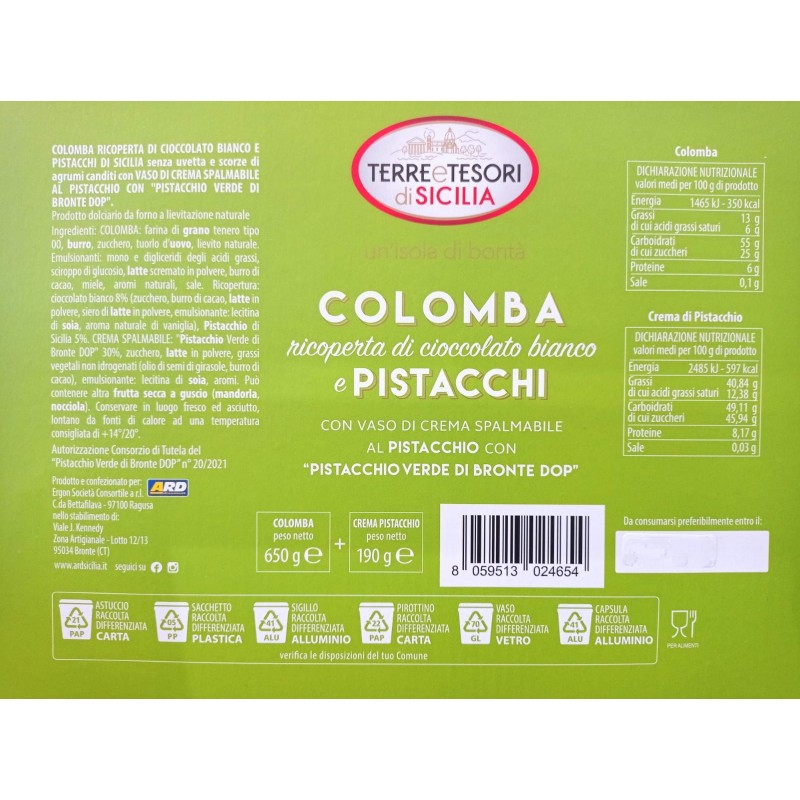 COLOMBA RICOPERTA DI CIOCCOLATO BIANCO E
PISTACCHI DI SICILIA senza uvetta e scorze di
agrumi canditi con VASO DI CREMA SPALMABILE
AL PISTACCHIO CON "PISTACCHIO VERDE DI
BRONTE DOP".
Prodotto dolciario da forno a lievitazione naturale
Ingredienti: COLOMBA: farina di grano tenero tipo
00, burro, zucchero, tuorlo d'uovo, lievito naturale.
Emulsionanti: mono e digliceridi degli acidi grassi,
sciroppo di glucosio, latte scremato in polvere, burro di
cacao, miele, aromi naturali, sale. Ricopertura:
cioccolato bianco 8% (zucchero, burro di cacao, latte in
polvere, siero di latte in polvere, emulsionante: lecitina
di soia, aroma naturale di vaniglia), Pistacchio di
Sicilia 5%. CREMA SPALMABILE: "Pistacchio Verde di
Bronte DOP" 30%, zucchero, latte in polvere, grassi
vegetali non idrogenati (olio di semi di girasole, burro di
cacao), emulsionante: lecitina di soia, aromi. Può
contenere altra frutta secca a guscio (mandorla,
nocciola). Conservare in luogo fresco ed asciutto,
lontano da fonti di calore ad una temperatura
consigliata di +14°/20°.
Autorizzazione Consorzio di Tutela del
"Pistacchio Verde di Bronte DOP" n° 20/2021
Prodotto e confezionato per:
Ergon Società Consortile a r.l.
C.da Bettafilava - 97100 Ragusa
nello stabilimento di:
Viale J. Kennedy
Zona Artigianale - Lotto 12/13
95034 Bronte (CT)
www.ardsicilia.it seguici su
ARD
TERRE e TESORI
di SICILIA
un'isola di bontà
COLOMBA
ricoperta di cioccolato bianco
e PISTACCHI
CON VASO DI CREMA SPALMABILE
AL PISTACCHIO CON
"PISTACCHIO VERDE DI BRONTE DOP"
COLOMBA
peso netto
650 g e
+
CREMA PISTACCHIO
peso netto
190 g e
8 059513 024654
Colomba
DICHIARAZIONE NUTRIZIONALE
valori medi per 100 g di prodotto
Energia 1465 kJ - 350 kcal
Grassi 13 g
di cui acidi grassi saturi 6 g
Carboidrati 55 g
di cui zuccheri 25 g
Proteine 6 g
Sale 0,1 g
Crema di Pistacchio
DICHIARAZIONE NUTRIZIONALE
valori medi per 100 g di prodotto
Energia 2485 kJ - 597 kcal
Grassi 40,84 g
di cui acidi grassi saturi 12,38 g
Carboidrati 49,11 g
di cui zuccheri 45,94 g
Proteine 8,17 g
Sale 0,03 g
Da consumarsi preferibilmente entro il:
21
PAP
ASTUCCIO
RACCOLTA
DIFFERENZIATA
CARTA
05
PP
SACCHETTO
RACCOLTA
DIFFERENZIATA
PLASTICA
41
ALU
SIGILLO
RACCOLTA
DIFFERENZIATA
ALLUMINIO
22
PAP
PIROTTINO
RACCOLTA
DIFFERENZIATA
CARTA
70
GL
VASO
RACCOLTA
DIFFERENZIATA
VETRO
41
ALU
CAPSULA
RACCOLTA
DIFFERENZIATA
ALLUMINIO
verifica le disposizioni del tuo Comune
PER ALIMENTI